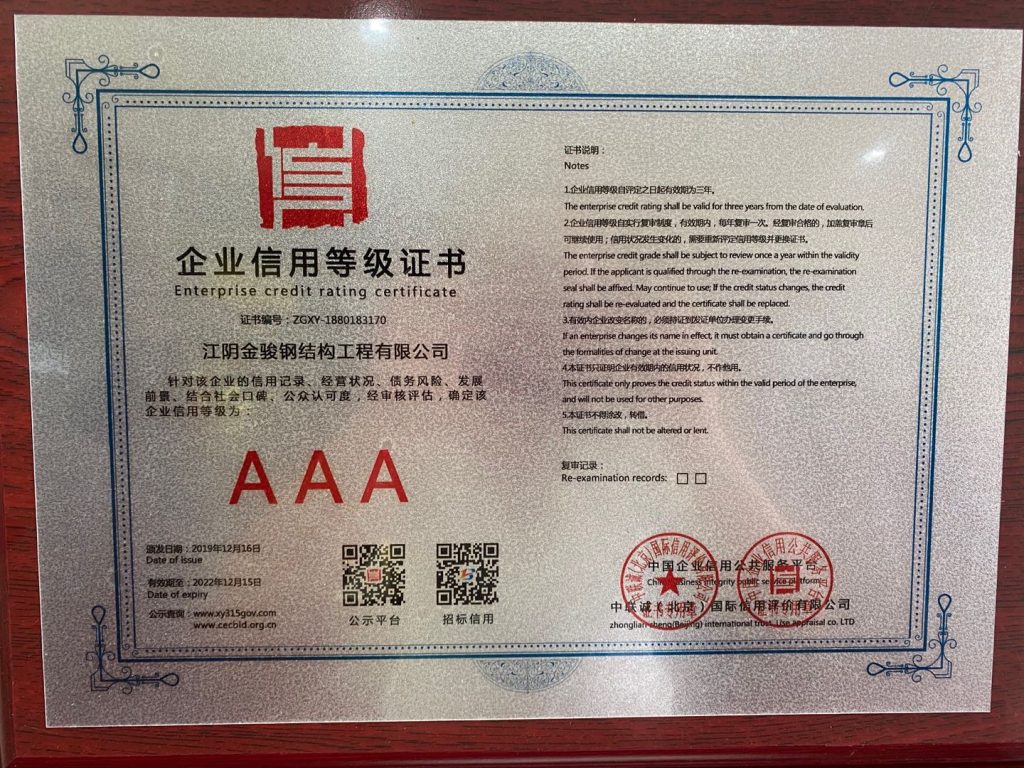 信
企业信用等级证书
Enterprise credit rating certificate
证书编号：ZGXY-1880183170
江阴金骏钢结构工程有限公司
针对该企业的信用记录、经营状况、债务风险、发展
前景、结合社会口碑、公众认可度，经审核评估，确定该
企业信用等级为：
AAA
颁发日期：2019年12月16日
Date of issue
有效期至：2022年12月15日
Date of expiry
公示查询：www.xy315gov.com
www.cecbid.org.cn
公示平台
招标信用
证书说明：
Notes
1.企业信用等级自评定之日起有效期为三年。
The enterprise credit rating shall be valid for three years from the date of evaluation.
2.企业信用等级自实行复审制度，有效期内，每年复审一次。经复审合格的，加盖复审章后
可继续使用；信用状况发生变化的，需要重新评定信用等级并更换证书。
The enterprise credit grade shall be subject to review once a year within the validity
period. If the applicant is qualified through the re-examination, the re-examination
seal shall be affixed. May continue to use; If the credit status changes, the credit
rating shall be re-evaluated and the certificate shall be replaced.
3.有效内企业改变名称的，必须持证到发证单位办理变更手续。
If an enterprise changes its name in effect, it must obtain a certificate and go through
the formalities of change at the issuing unit.
4.本证书只证明企业有效期内的信用状况，不作他用。
This certificate only proves the credit status within the valid period of the enterprise,
and will not be used for other purposes.
5.本证书不得涂改，转借。
This certificate shall not be altered or lent.
复审记录：
Re-examination records:
中国企业信用公共服务平台
China business integrity public service platform
中联诚（北京）国际信用评价有限公司
zhonglian sheng(Beijing) international trust Use appraisal co. LTD